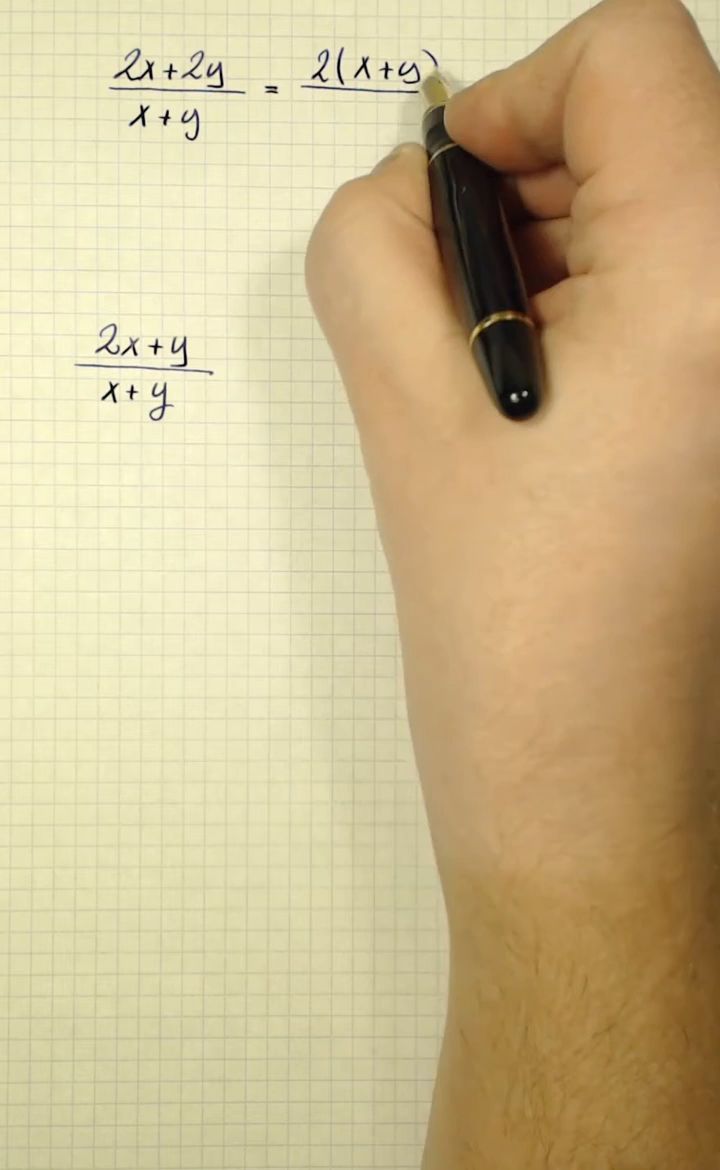 2x+2y / x+y = 2(x+y)
2x+y / x+y